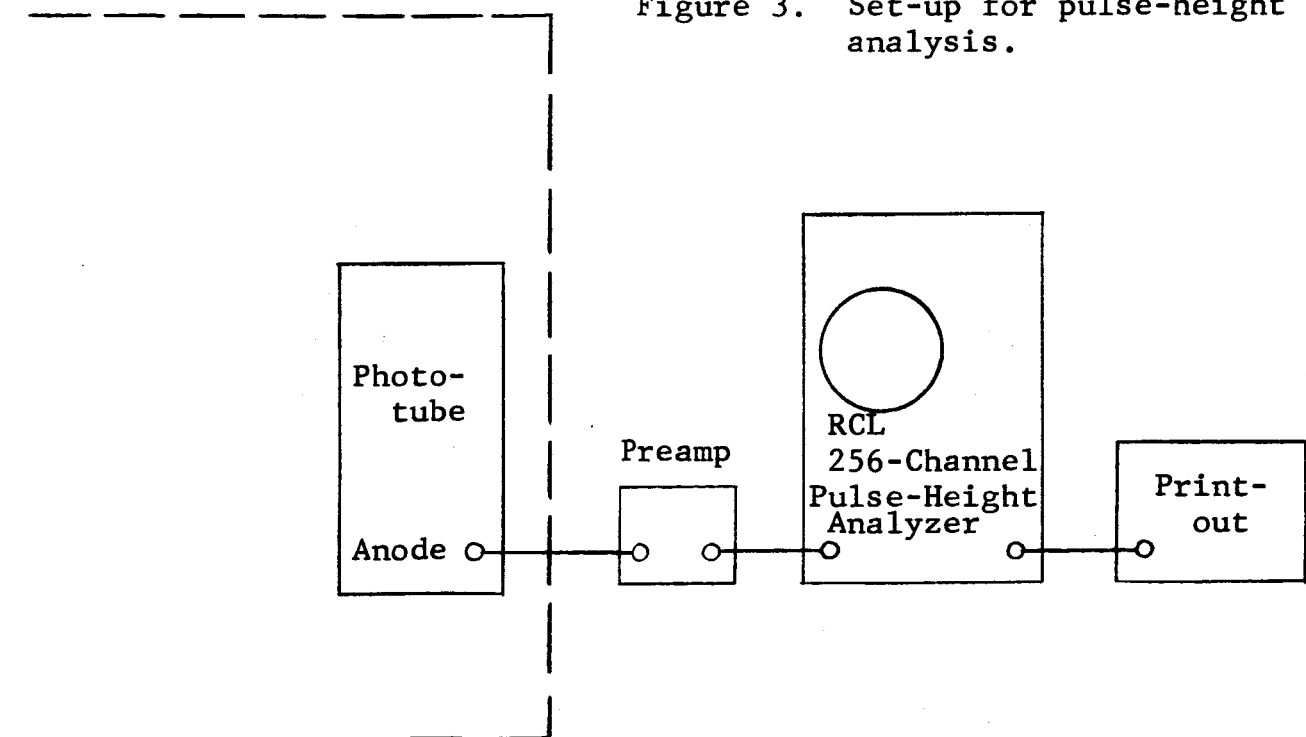 Figure 3. Set-up for pulse-height
analysis.
Photo-
tube
Anode
Preamp
RCL
256-Channel
Pulse-Height
Analyzer
Print-
out